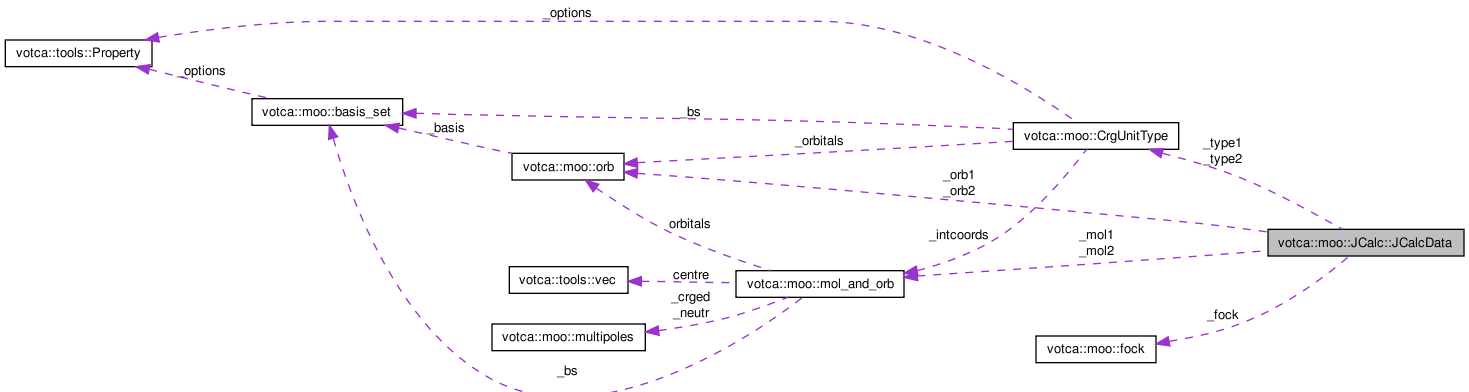 _options
votca::tools::Property
_options
votca::moo::basis_set
_bs
_basis
votca::moo::CrgUnitType
_orbitals
_type1
_type2
votca::moo::orb
_orb1
_orb2
orbitals
_intcoords
_mol1
_mol2
votca::moo::JCalc::JCalcData
votca::tools::vec
centre
votca::moo::mol_and_orb
_crged
_neutr
votca::moo::multipoles
_fock
votca::moo::fock
_bs